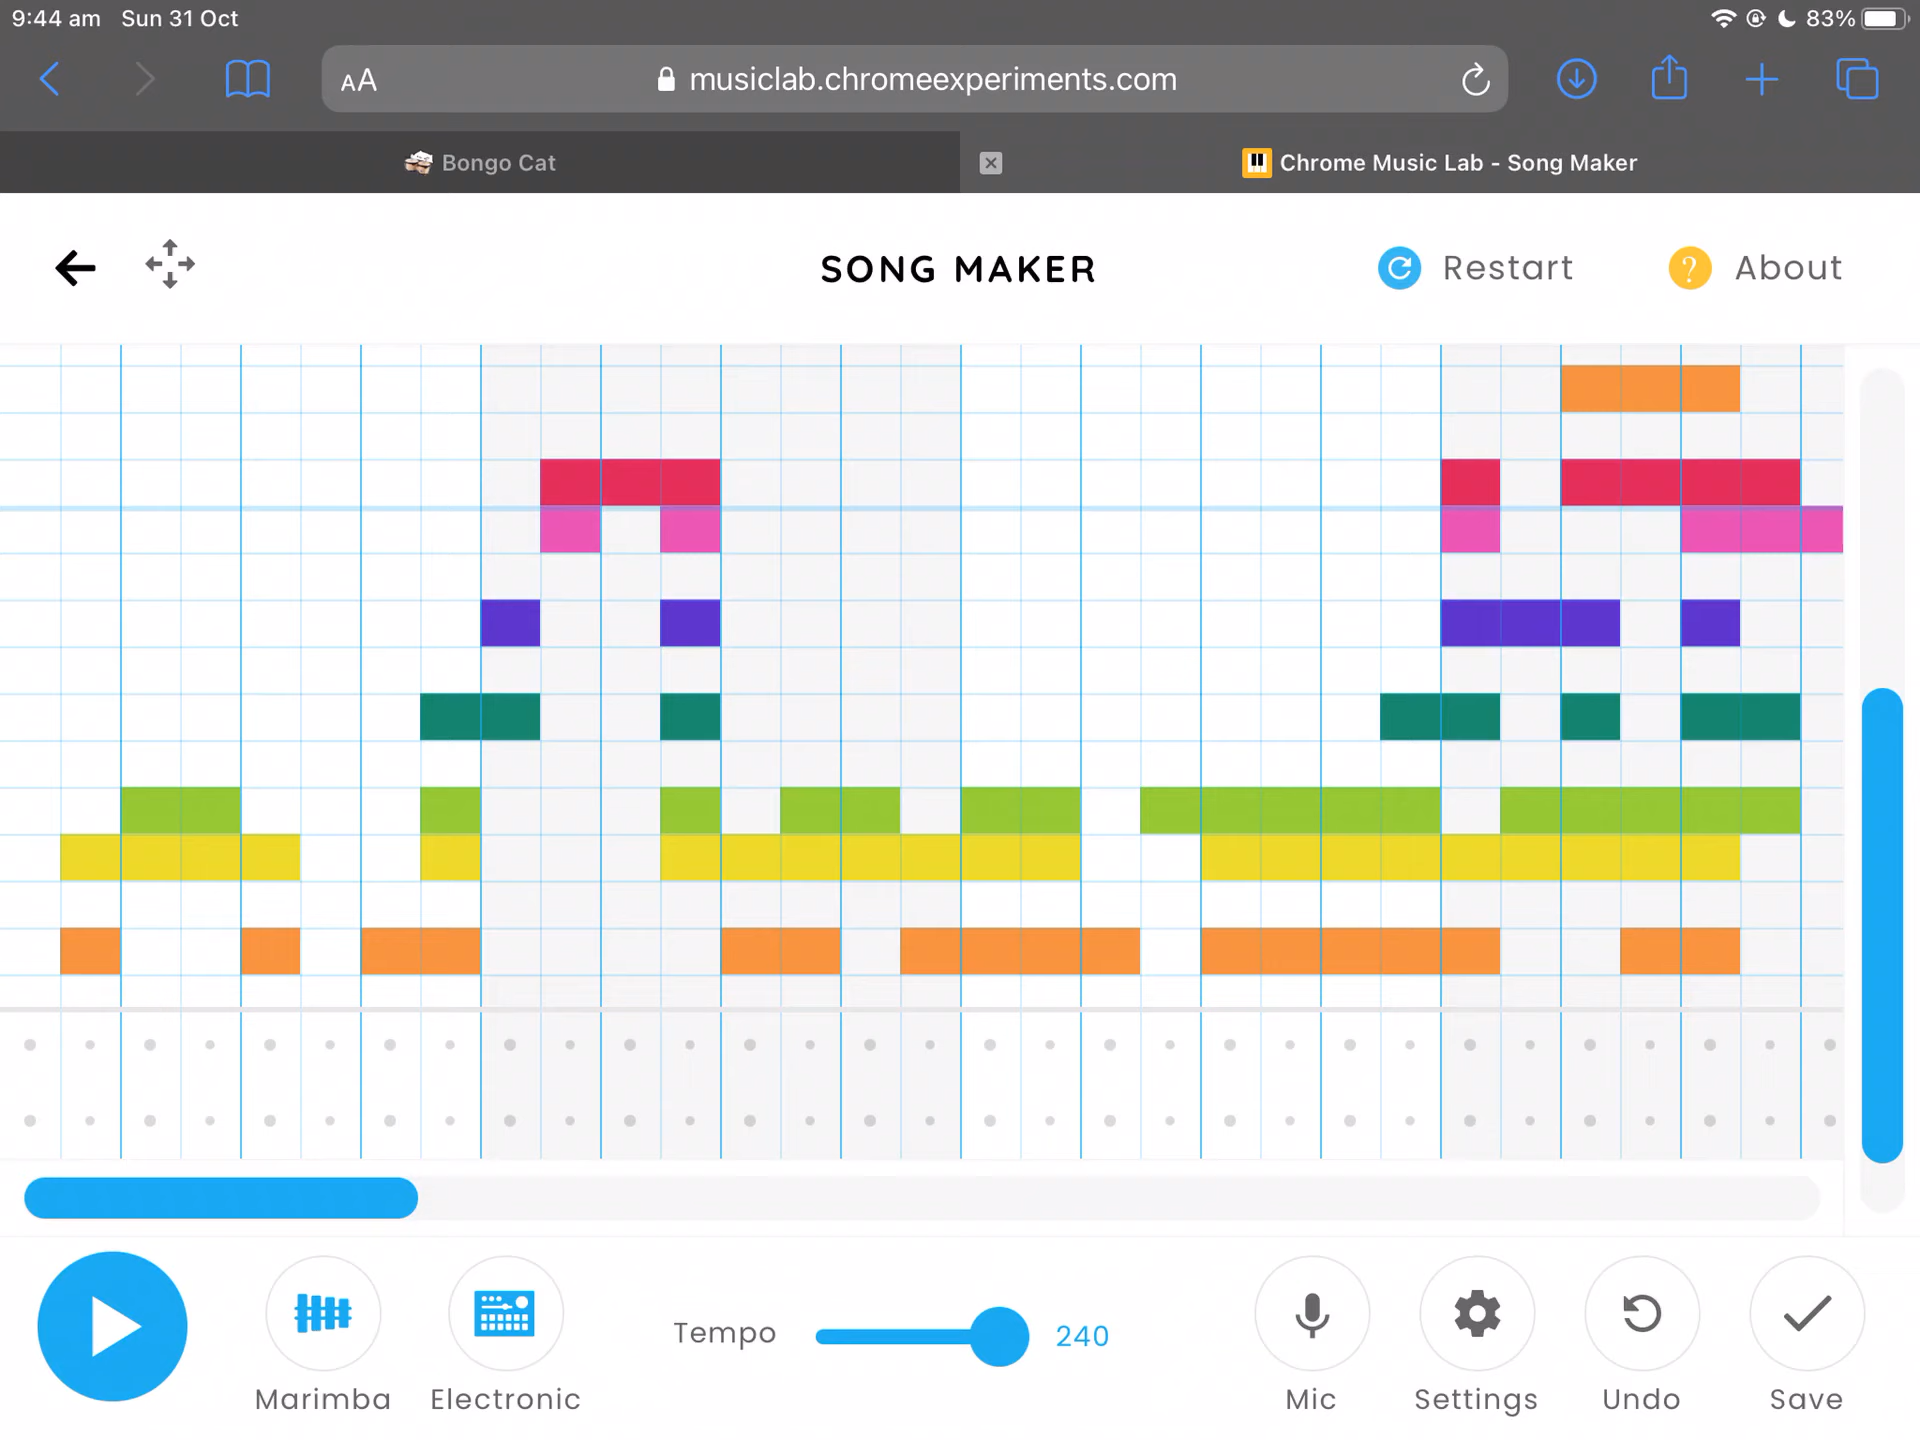 9:44 am Sun 31 Oct 83%
AA musiclab.chromeexperiments.com
Bongo Cat Chrome Music Lab - Song Maker
SONG MAKER Restart ? About
Tempo 240
Marimba Electronic Mic Settings Undo Save